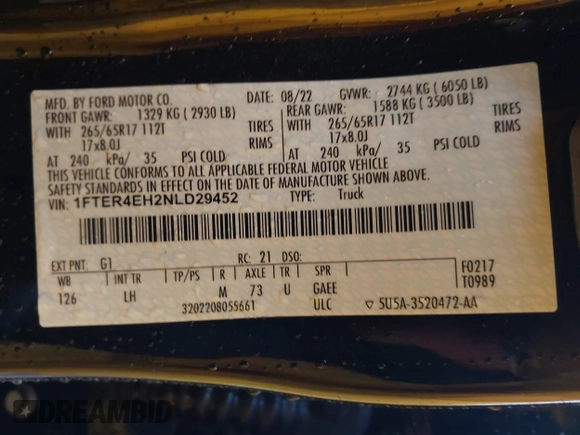 MFD. BY FORD MOTOR CO. DATE: 08/22 GVWR: 2744 KG ( 6050 LB)
FRONT GAWR: 1329 KG ( 2930 LB) REAR GAWR: 1588 KG ( 3500 LB)
WITH 265/65R17 112T TIRES WITH 265/65R17 112T TIRES
17x8.0J RIMS 17x8.0J RIMS
AT 240 kPa/ 35 PSI COLD AT 240 kPa/ 35 PSI COLD
THIS VEHICLE CONFORMS TO ALL APPLICABLE FEDERAL MOTOR VEHICLE
SAFETY STANDARDS IN EFFECT ON THE DATE OF MANUFACTURE SHOWN ABOVE.
VIN: 1FTER4EH2NLD29452 TYPE: Truck
EXT PNT: G1 RC: 21 DSO: F0217
WB INT TR TP/PS R AXLE TR SPR T0989
126 LH M 73 U GAEE
3202208055661 ULC ▽ 5U5A-3520472-AA
DREAMBID